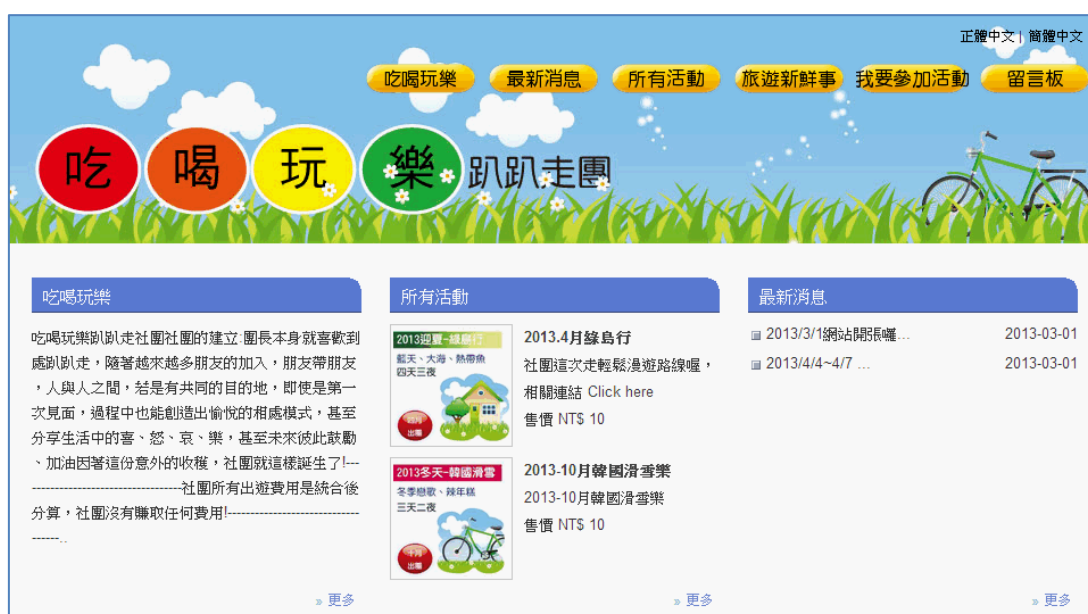 正體中文 | 簡體中文
吃喝玩樂 最新消息 所有活動 旅遊新鮮事 我要參加活動 留言板
吃喝玩樂趴趴走團
吃喝玩樂
吃喝玩樂趴趴走社團社團的建立:團長本身就喜歡到
處趴趴走，隨著越來越多朋友的加入，朋友帶朋友
，人與人之間，若是有共同的目的地，即使是第一
次見面，過程中也能創造出愉悅的相處模式，甚至
分享生活中的喜、怒、哀、樂，甚至未來彼此鼓勵
、加油因著這份意外的收穫，社團就這樣誕生了!---
---------------------------------社團所有出遊費用是統合後
分算，社團沒有賺取任何費用!-----------------------------
------..
» 更多
所有活動
2013迎夏-綠島行
藍天、大海、熱帶魚
四天三夜
四月
出團
2013.4月綠島行
社團這次走輕鬆漫遊路線喔，
相關連結 Click here
售價 NT$ 10
2013冬天-韓國滑雪
冬季戀歌、辣年糕
三天二夜
十月
出團
2013-10月韓國滑雪樂
2013-10月韓國滑雪樂
售價 NT$ 10
» 更多
最新消息
2013/3/1網站開張囉... 2013-03-01
2013/4/4~4/7 ... 2013-03-01
» 更多